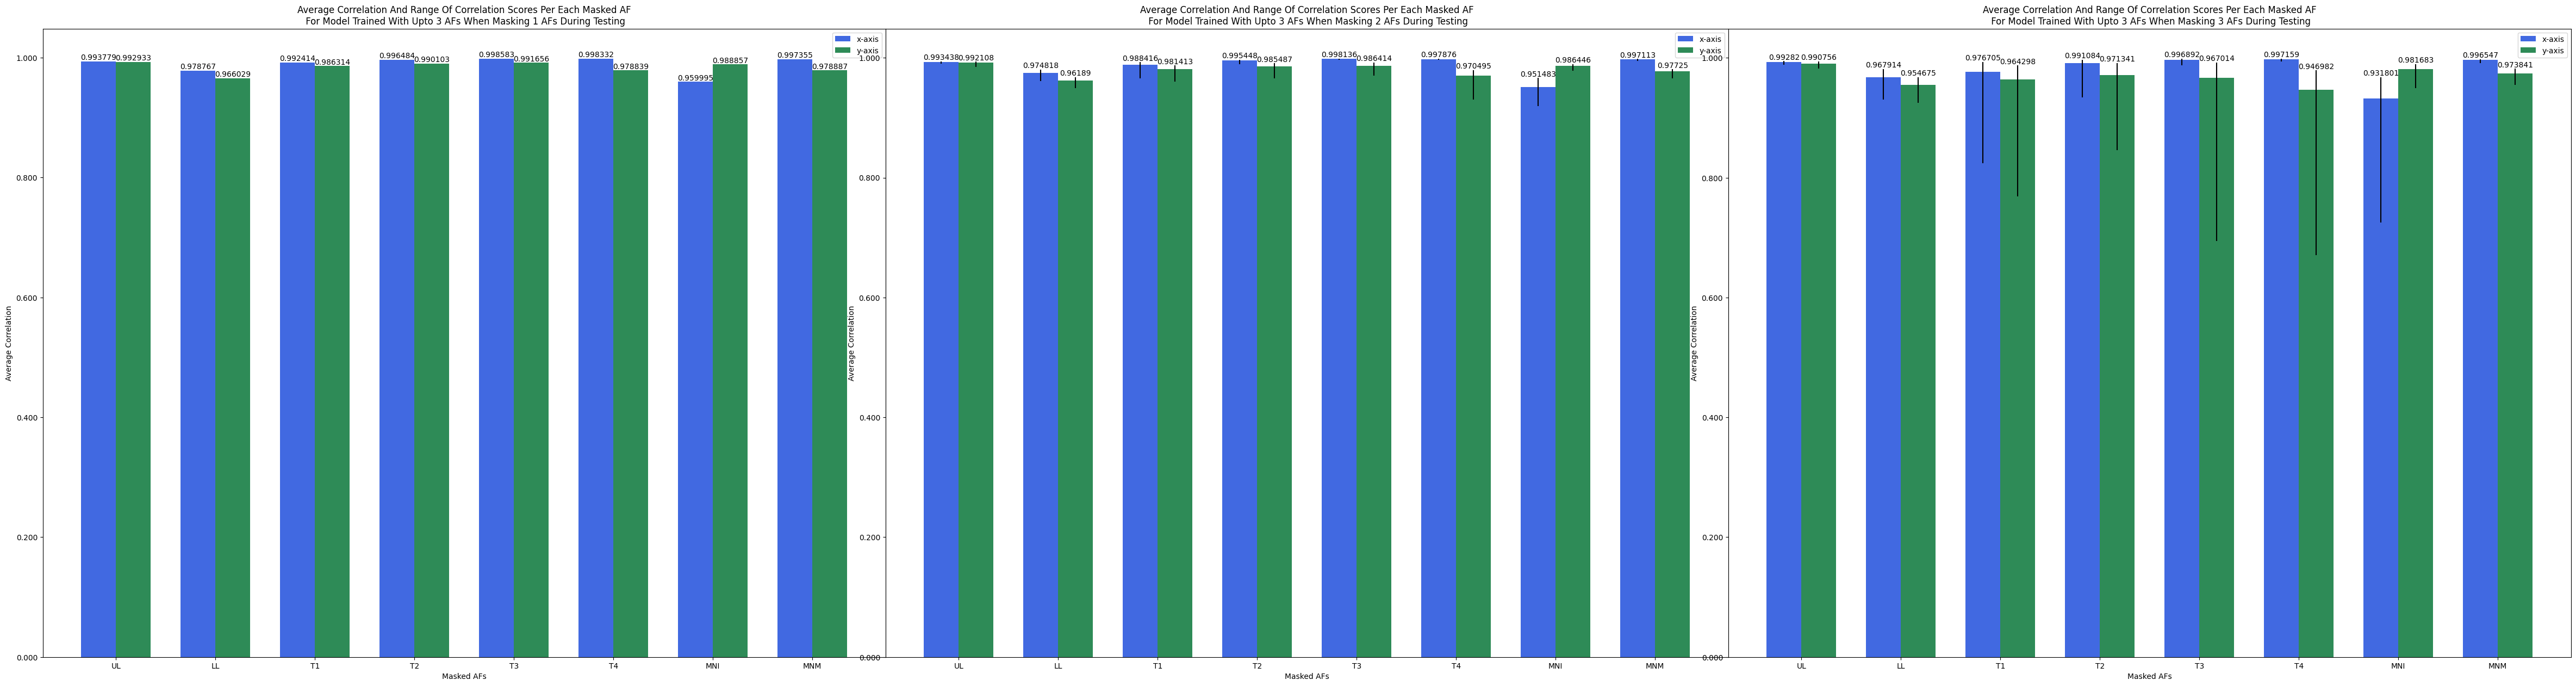 Average Correlation And Range Of Correlation Scores Per Each Masked AF
For Model Trained With Upto 3 AFs When Masking 1 AFs During Testing
x-axis
y-axis
1.000
0.800
0.600
0.400
0.200
0.000
Average Correlation
0.993779
0.992933
0.978767
0.966029
0.992414
0.986314
0.996484
0.990103
0.998583
0.991656
0.998332
0.978839
0.959995
0.988857
0.997355
0.978887
UL
LL
T1
T2
T3
T4
MNI
MNM
Masked AFs
Average Correlation And Range Of Correlation Scores Per Each Masked AF
For Model Trained With Upto 3 AFs When Masking 2 AFs During Testing
x-axis
y-axis
1.000
0.800
0.600
0.400
0.200
0.000
Average Correlation
0.993438
0.992108
0.974818
0.96189
0.988416
0.981413
0.995448
0.985487
0.998136
0.986414
0.997876
0.970495
0.951483
0.986446
0.997113
0.97725
UL
LL
T1
T2
T3
T4
MNI
MNM
Masked AFs
Average Correlation And Range Of Correlation Scores Per Each Masked AF
For Model Trained With Upto 3 AFs When Masking 3 AFs During Testing
x-axis
y-axis
1.000
0.800
0.600
0.400
0.200
0.000
Average Correlation
0.99282
0.990756
0.967914
0.954675
0.976705
0.964298
0.991084
0.971341
0.996892
0.967014
0.997159
0.946982
0.931801
0.981683
0.996547
0.973841
UL
LL
T1
T2
T3
T4
MNI
MNM
Masked AFs